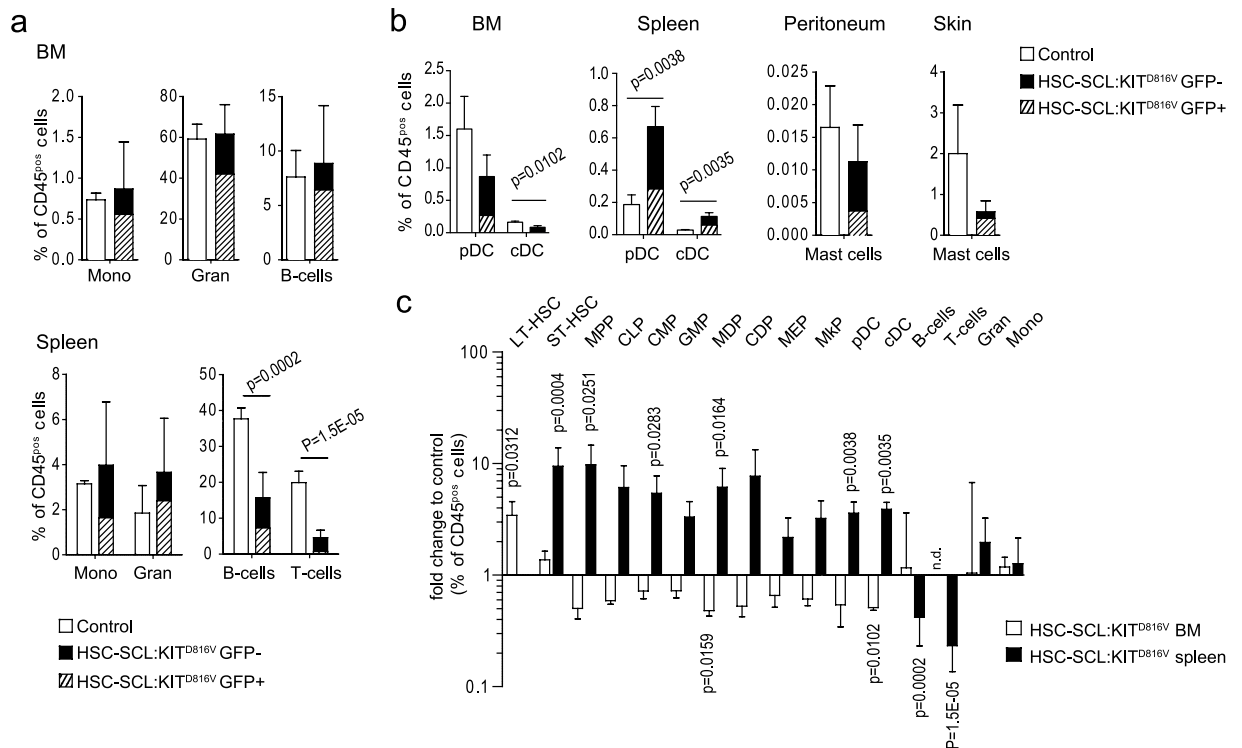 a
BM
% of CD45pos cells
2.0
1.5
1.0
0.5
0.0
Mono
80
60
40
20
0
Gran
15
10
5
0
B-cells
Spleen
% of CD45pos cells
8
6
4
2
0
Mono Gran
50
40
30
20
10
0
p=0.0002
P=1.5E-05
B-cells T-cells
Control
HSC-SCL:KITD816V GFP-
HSC-SCL:KITD816V GFP+
b
BM
% of CD45pos cells
2.5
2.0
1.5
1.0
0.5
0.0
p=0.0102
pDC cDC
Spleen
1.0
0.8
0.6
0.4
0.2
0.0
p=0.0038
p=0.0035
pDC cDC
Peritoneum
0.025
0.020
0.015
0.010
0.005
0.000
Mast cells
Skin
4
3
2
1
0
Mast cells
Control
HSC-SCL:KITD816V GFP-
HSC-SCL:KITD816V GFP+
c
LT-HSC
ST-HSC
MPP
CLP
CMP
GMP
MDP
CDP
MEP
MkP
pDC
cDC
B-cells
T-cells
Gran
Mono
fold change to control
(% of CD45pos cells)
100
10
1
0.1
p=0.0312
p=0.0004
p=0.0251
p=0.0283
p=0.0164
p=0.0038
p=0.0035
n.d.
p=0.0159
p=0.0102
p=0.0002
P=1.5E-05
HSC-SCL:KITD816V BM
HSC-SCL:KITD816V spleen